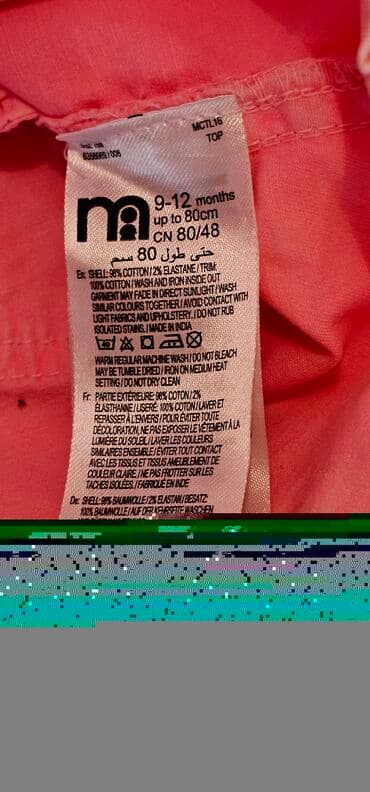 MCTL16
TOP
9-12 months
up to 80cm
CN 80/48
حتى طول 80 سم
En: SHELL: 98% COTTON / 2% ELASTANE / TRIM:
100% COTTON / WASH AND IRON INSIDE OUT
GARMENT MAY FADE IN DIRECT SUNLIGHT / WASH
SIMILAR COLOURS TOGETHER / AVOID CONTACT WITH
LIGHT FABRICS AND UPHOLSTERY. / DO NOT RUB
ISOLATED STAINS. / MADE IN INDIA
WARM REGULAR MACHINE WASH / DO NOT BLEACH
MAY BE TUMBLE DRIED / IRON ON MEDIUM HEAT
SETTING / DO NOT DRY CLEAN
Fr: PARTIE EXTÉRIEURE: 98% COTON / 2%
ÉLASTHANNE / LISERÉ: 100% COTON / LAVER ET
REPASSER À L'ENVERS / POUR ÉVITER TOUTE
DÉCOLORATION, NE PAS EXPOSER LE VÊTEMENT À LA
LUMIÈRE DU SOLEIL / LAVER LES COULEURS
SIMILAIRES ENSEMBLE / ÉVITER TOUT CONTACT
AVEC LES TISSUS ET TISSUS AMEUBLEMENT DE
COULEUR CLAIRE. / NE PAS FROTTER SUR LES
TACHES ISOLÉES. / FABRIQUÉ EN INDE
De: SHELL: 98% BAUMWOLLE / 2% ELASTAN / BESATZ:
100% BAUMWOLLE / AUF DER KEHRSEITE WASCHEN